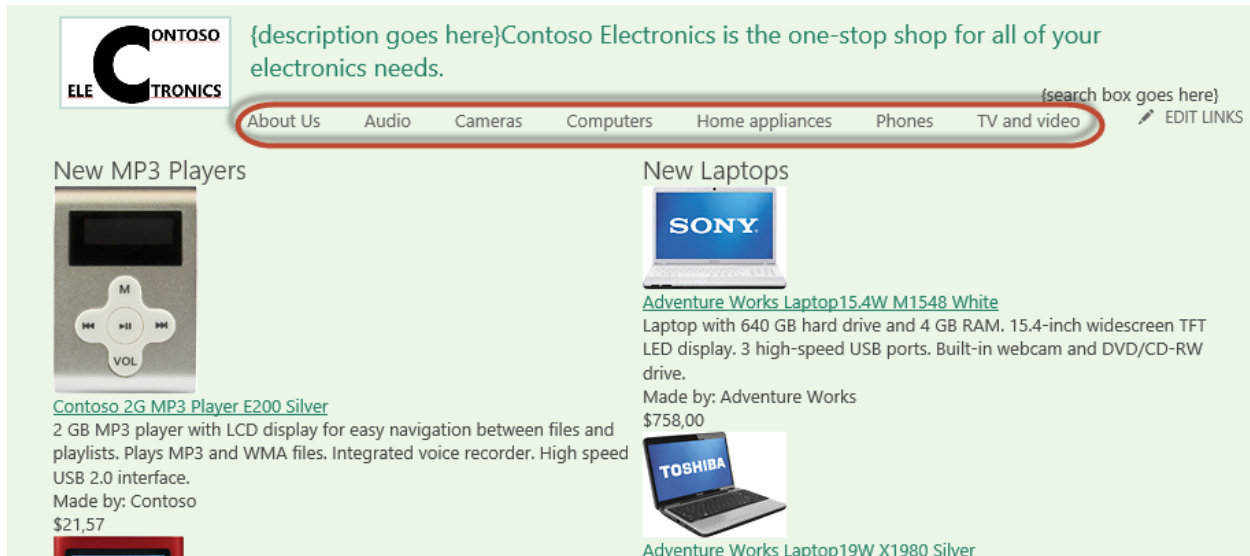 CONTOSO
ELECTRONICS
{description goes here}Contoso Electronics is the one-stop shop for all of your
electronics needs.
{search box goes here}
About Us Audio Cameras Computers Home appliances Phones TV and video EDIT LINKS
New MP3 Players
M
VOL
Contoso 2G MP3 Player E200 Silver
2 GB MP3 player with LCD display for easy navigation between files and
playlists. Plays MP3 and WMA files. Integrated voice recorder. High speed
USB 2.0 interface.
Made by: Contoso
$21,57
New Laptops
SONY
Adventure Works Laptop15.4W M1548 White
Laptop with 640 GB hard drive and 4 GB RAM. 15.4-inch widescreen TFT
LED display. 3 high-speed USB ports. Built-in webcam and DVD/CD-RW
drive.
Made by: Adventure Works
$758,00
TOSHIBA
Adventure Works Laptop19W X1980 Silver